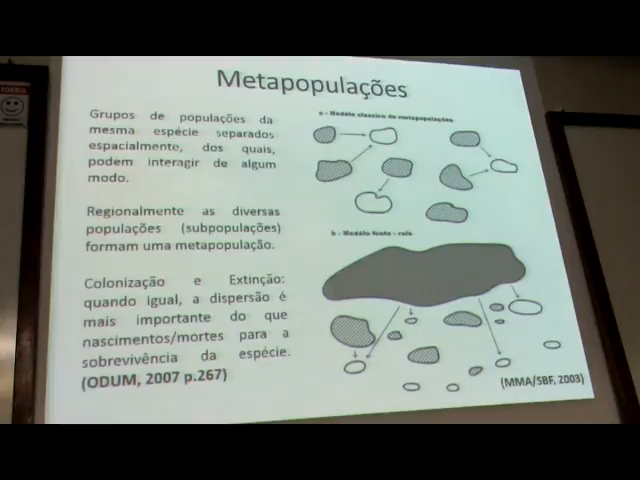 Metapopulações
Grupos de populações da
mesma espécie separados
espacialmente, dos quais,
podem interagir de algum
modo.
Regionalmente as diversas
populações (subpopulações)
formam uma metapopulação.
Colonização e Extinção:
quando igual, a dispersão é
mais importante do que
nascimentos/mortes para a
sobrevivência da espécie.
(ODUM, 2007 p.267)
a - Modelo clássico de metapopulações
b - Modelo fonte - ralo
(MMA/SBF, 2003)
SORRIA